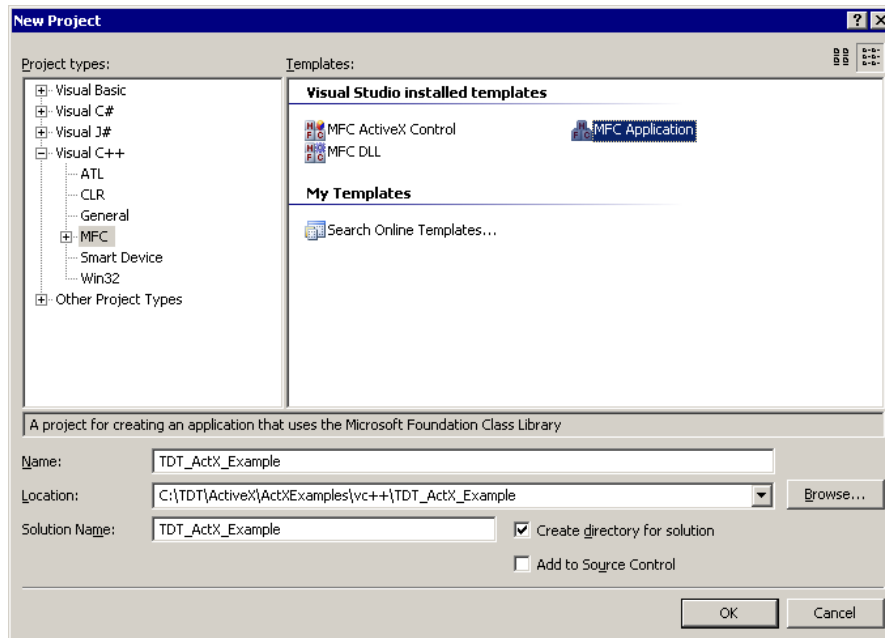 New Project
Project types:
Templates:
Visual Basic
Visual C#
Visual J#
Visual C++
ATL
CLR
General
MFC
Smart Device
Win32
Other Project Types
Visual Studio installed templates
MFC ActiveX Control
MFC Application
MFC DLL
My Templates
Search Online Templates...
A project for creating an application that uses the Microsoft Foundation Class Library
Name:
TDT_ActX_Example
Location:
C:\TDT\ActiveX\ActXExamples\vc++\TDT_ActX_Example
Browse...
Solution Name:
TDT_ActX_Example
Create directory for solution
Add to Source Control
OK
Cancel